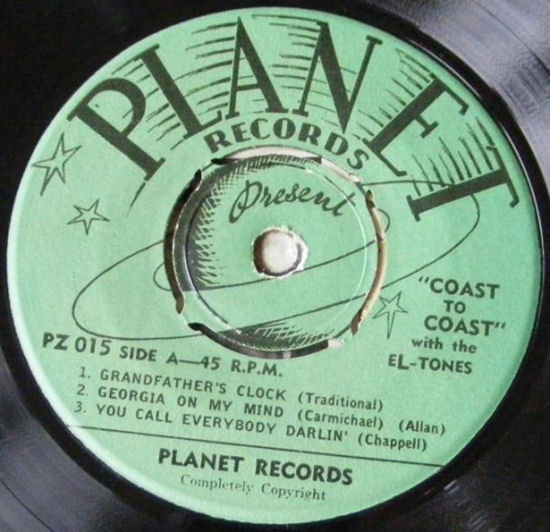 PLANET
RECORDS
Present
"COAST
TO
COAST"
with the
EL-TONES
PZ 015 SIDE A—45 R.P.M.
1. GRANDFATHER'S CLOCK (Traditional)
2. GEORGIA ON MY MIND (Carmichael) (Allan)
3. YOU CALL EVERYBODY DARLIN' (Chappell)
PLANET RECORDS
Completely Copyright